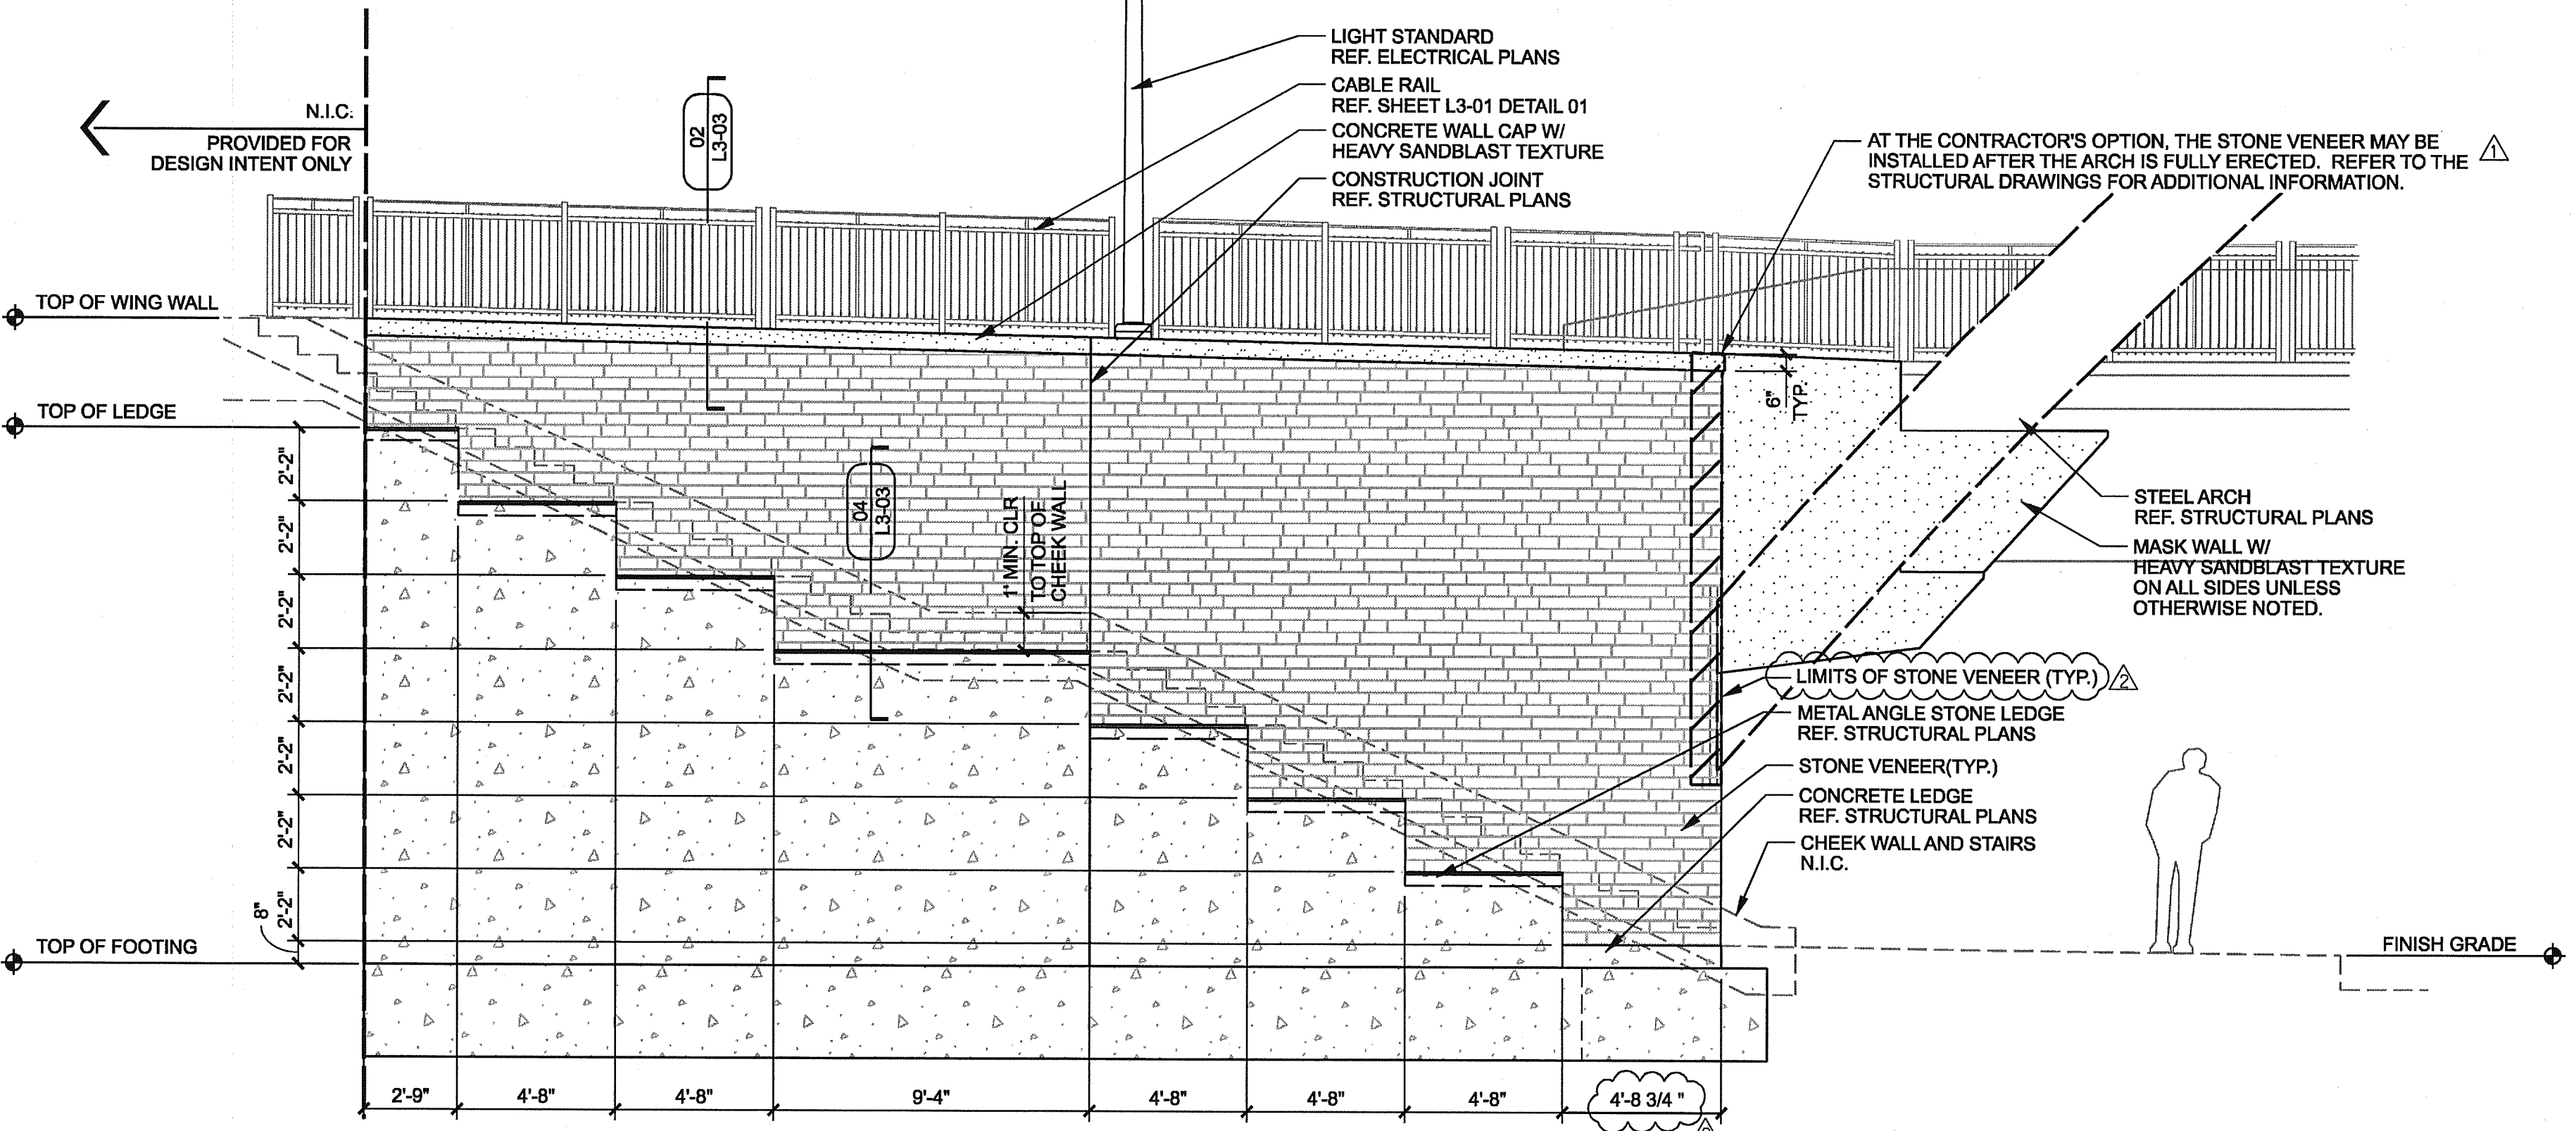 LIGHT STANDARD
REF. ELECTRICAL PLANS
CABLE RAIL
REF. SHEET L3-01 DETAIL 01
CONCRETE WALL CAP W/
HEAVY SANDBLAST TEXTURE
CONSTRUCTION JOINT
REF. STRUCTURAL PLANS
N.I.C.
PROVIDED FOR
DESIGN INTENT ONLY
02
L3-03
AT THE CONTRACTOR'S OPTION, THE STONE VENEER MAY BE
INSTALLED AFTER THE ARCH IS FULLY ERECTED. REFER TO THE
STRUCTURAL DRAWINGS FOR ADDITIONAL INFORMATION.
1
TOP OF WING WALL
TOP OF LEDGE
6"
TYP.
04
L3-03
1" MIN. CLR
TO TOP OF
CHEEK WALL
STEEL ARCH
REF. STRUCTURAL PLANS
MASK WALL W/
HEAVY SANDBLAST TEXTURE
ON ALL SIDES UNLESS
OTHERWISE NOTED.
LIMITS OF STONE VENEER (TYP.)
2
METAL ANGLE STONE LEDGE
REF. STRUCTURAL PLANS
STONE VENEER(TYP.)
CONCRETE LEDGE
REF. STRUCTURAL PLANS
CHEEK WALL AND STAIRS
N.I.C.
2'-2"
2'-2"
2'-2"
2'-2"
2'-2"
2'-2"
2'-2"
8"
TOP OF FOOTING
FINISH GRADE
2'-9"
4'-8"
4'-8"
9'-4"
4'-8"
4'-8"
4'-8"
4'-8 3/4 "